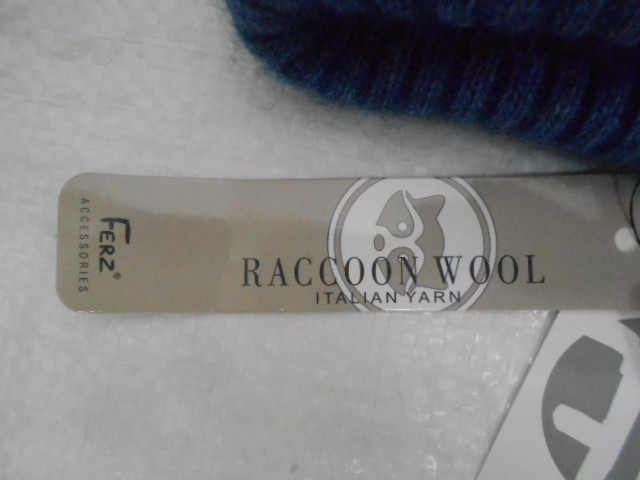 FERZ®
ACCESSORIES
RACCOON WOOL
ITALIAN YARN